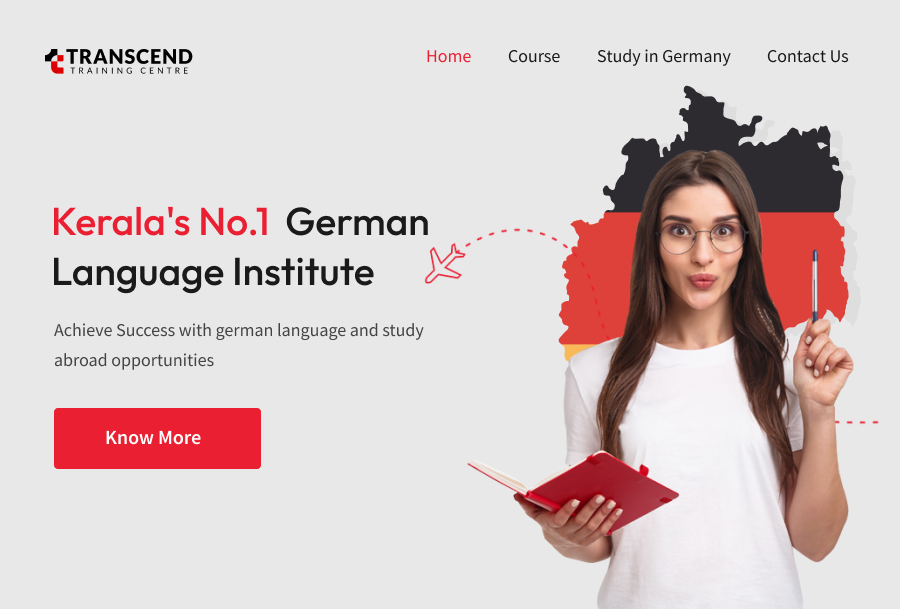 TRANSCEND
TRAINING CENTRE
Home Course Study in Germany Contact Us
Kerala's No.1 German
Language Institute
Achieve Success with german language and study
abroad opportunities
Know More